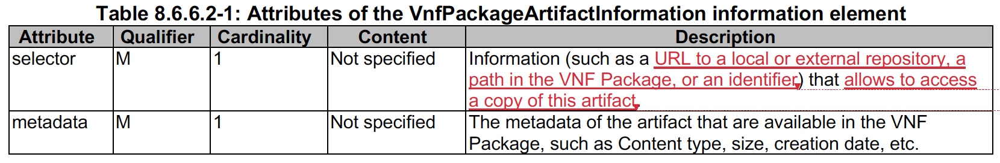 Table 8.6.6.2-1: Attributes of the VnfPackageArtifactInformation information element
Attribute Qualifier Cardinality Content Description
selector M 1 Not specified Information (such as a URL to a local or external repository, a
path in the VNF Package, or an identifier) that allows to access
a copy of this artifact.
metadata M 1 Not specified The metadata of the artifact that are available in the VNF
Package, such as Content type, size, creation date, etc.